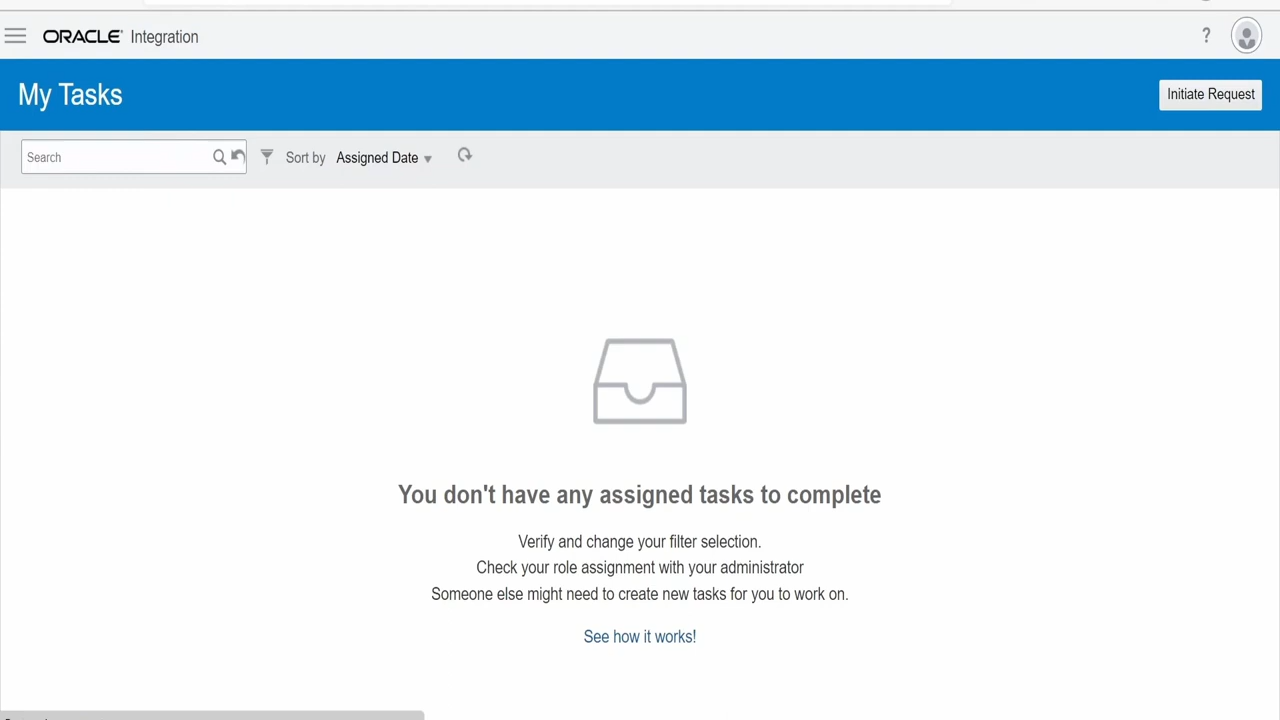 ORACLE Integration ?
My Tasks
Initiate Request
Search Sort by Assigned Date
You don't have any assigned tasks to complete
Verify and change your filter selection.
Check your role assignment with your administrator
Someone else might need to create new tasks for you to work on.
See how it works!